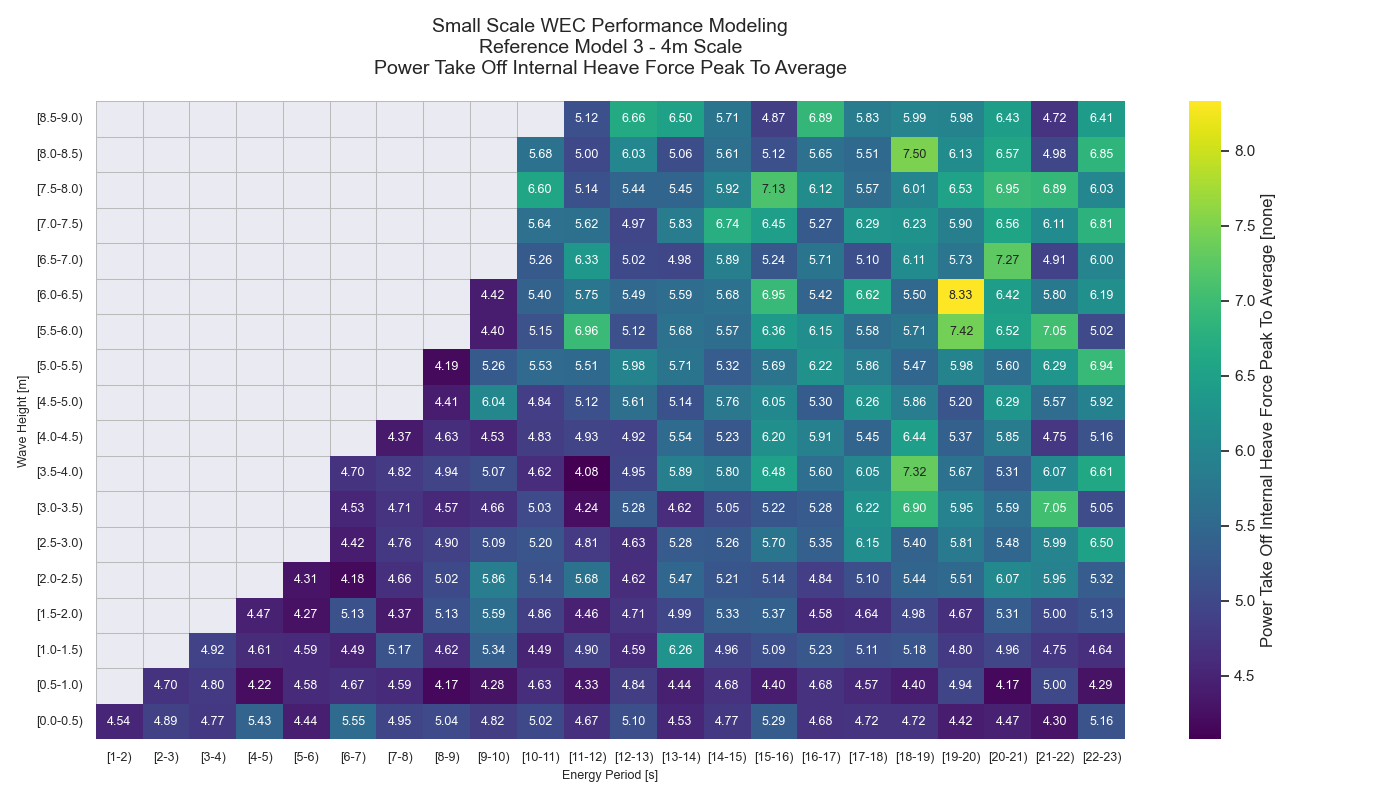 Small Scale WEC Performance Modeling
Reference Model 3 - 4m Scale
Power Take Off Internal Heave Force Peak To Average
[8.5-9.0) 5.12 6.66 6.50 5.71 4.87 6.89 5.83 5.99 5.98 6.43 4.72 6.41
[8.0-8.5) 5.68 5.00 6.03 5.06 5.61 5.12 5.65 5.51 7.50 6.13 6.57 4.98 6.85
[7.5-8.0) 6.60 5.14 5.44 5.45 5.92 7.13 6.12 5.57 6.01 6.53 6.95 6.89 6.03
[7.0-7.5) 5.64 5.62 4.97 5.83 6.74 6.45 5.27 6.29 6.23 5.90 6.56 6.11 6.81
[6.5-7.0) 5.26 6.33 5.02 4.98 5.89 5.24 5.71 5.10 6.11 5.73 7.27 4.91 6.00
[6.0-6.5) 4.42 5.40 5.75 5.49 5.59 5.68 6.95 5.42 6.62 5.50 8.33 6.42 5.80 6.19
[5.5-6.0) 4.40 5.15 6.96 5.12 5.68 5.57 6.36 6.15 5.58 5.71 7.42 6.52 7.05 5.02
[5.0-5.5) 4.19 5.26 5.53 5.51 5.98 5.71 5.32 5.69 6.22 5.86 5.47 5.98 5.60 6.29 6.94
[4.5-5.0) 4.41 6.04 4.84 5.12 5.61 5.14 5.76 6.05 5.30 6.26 5.86 5.20 6.29 5.57 5.92
[4.0-4.5) 4.37 4.63 4.53 4.83 4.93 4.92 5.54 5.23 6.20 5.91 5.45 6.44 5.37 5.85 4.75 5.16
[3.5-4.0) 4.70 4.82 4.94 5.07 4.62 4.08 4.95 5.89 5.80 6.48 5.60 6.05 7.32 5.67 5.31 6.07 6.61
[3.0-3.5) 4.53 4.71 4.57 4.66 5.03 4.24 5.28 4.62 5.05 5.22 5.28 6.22 6.90 5.95 5.59 7.05 5.05
[2.5-3.0) 4.42 4.76 4.90 5.09 5.20 4.81 4.63 5.28 5.26 5.70 5.35 6.15 5.40 5.81 5.48 5.99 6.50
[2.0-2.5) 4.31 4.18 4.66 5.02 5.86 5.14 5.68 4.62 5.47 5.21 5.14 4.84 5.10 5.44 5.51 6.07 5.95 5.32
[1.5-2.0) 4.47 4.27 5.13 4.37 5.13 5.59 4.86 4.46 4.71 4.99 5.33 5.37 4.58 4.64 4.98 4.67 5.31 5.00 5.13
[1.0-1.5) 4.92 4.61 4.59 4.49 5.17 4.62 5.34 4.49 4.90 4.59 6.26 4.96 5.09 5.23 5.11 5.18 4.80 4.96 4.75 4.64
[0.5-1.0) 4.70 4.80 4.22 4.58 4.67 4.59 4.17 4.28 4.63 4.33 4.84 4.44 4.68 4.40 4.68 4.57 4.40 4.94 4.17 5.00 4.29
[0.0-0.5) 4.54 4.89 4.77 5.43 4.44 5.55 4.95 5.04 4.82 5.02 4.67 5.10 4.53 4.77 5.29 4.68 4.72 4.72 4.42 4.47 4.30 5.16
[1-2) [2-3) [3-4) [4-5) [5-6) [6-7) [7-8) [8-9) [9-10) [10-11) [11-12) [12-13) [13-14) [14-15) [15-16) [16-17) [17-18) [18-19) [19-20) [20-21) [21-22) [22-23)
Energy Period [s]
Wave Height [m]
8.0
7.5
7.0
6.5
6.0
5.5
5.0
4.5
Power Take Off Internal Heave Force Peak To Average [none]